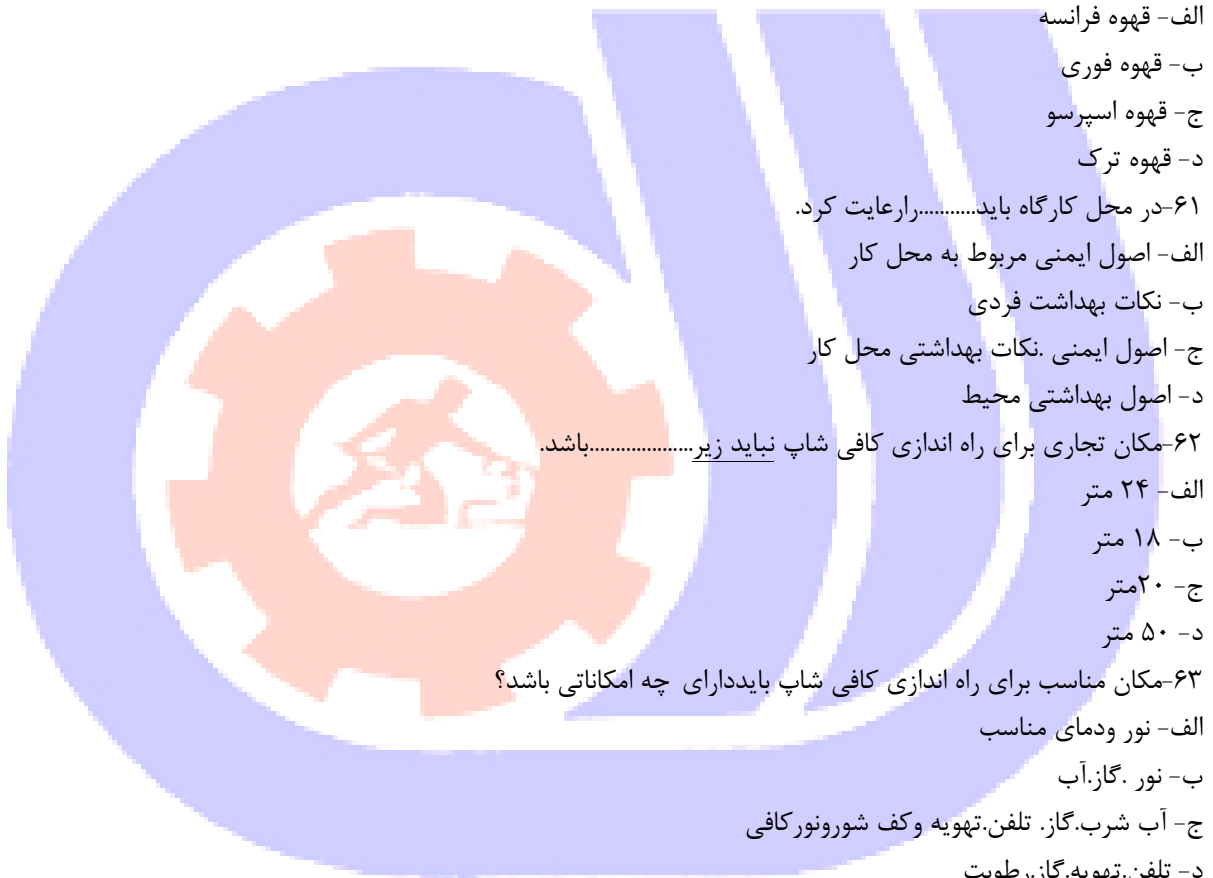 الف- قهوه فرانسه
ب- قهوه فوری
ج- قهوه اسپرسو
د- قهوه ترک
۶۱-در محل کارگاه باید...........رارعایت کرد.
الف- اصول ایمنی مربوط به محل کار
ب- نکات بهداشت فردی
ج- اصول ایمنی .نکات بهداشتی محل کار
د- اصول بهداشتی محیط
۶۲-مکان تجاری برای راه اندازی کافی شاپ نباید زیر...................باشد.
الف- ۲۴ متر
ب- ۱۸ متر
ج- ۲۰متر
د- ۵۰ متر
۶۳-مکان مناسب برای راه اندازی کافی شاپ بایددارای چه امکاناتی باشد؟
الف- نور ودمای مناسب
ب- نور .گاز.آب
ج- آب شرب.گاز. تلفن.تهویه وکف شورونورکافی
د- تلفن.تهویه.گاز.رطوبت